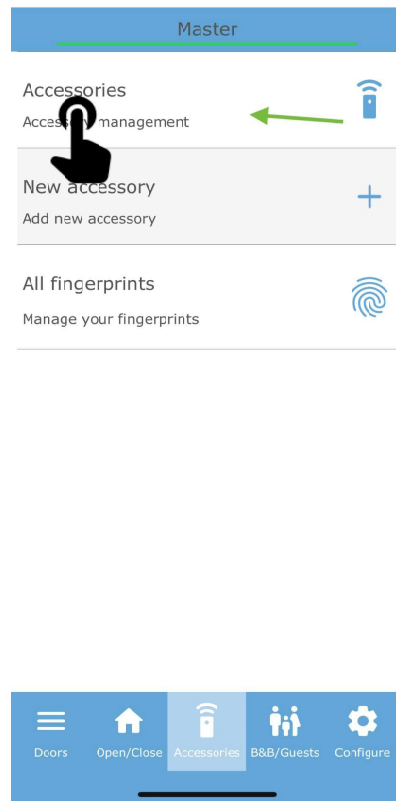 Master
Accessories
Accessory management
New accessory
Add new accessory
All fingerprints
Manage your fingerprints
Doors
Open/Close
Accessories
B&B/Guests
Configure